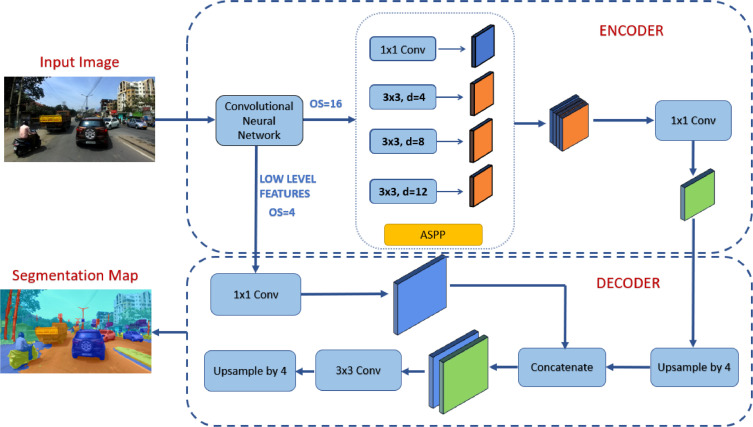 ENCODER
Input Image
1x1 Conv
OS=16
3x3, d=4
Convolutional
Neural
Network
1x1 Conv
3x3, d=8
LOW LEVEL
FEATURES
3x3, d=12
OS=4
ASPP
Segmentation Map
DECODER
1x1 Conv
Upsample by 4
3x3 Conv
Concatenate
Upsample by 4